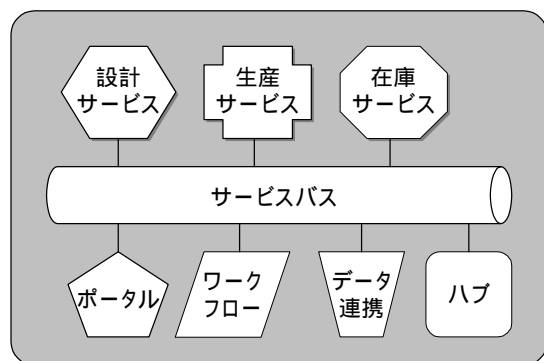 設計
サービス
生産
サービス
在庫
サービス
サービスバス
ポータル
ワーク
フロー
データ
連携
ハブ